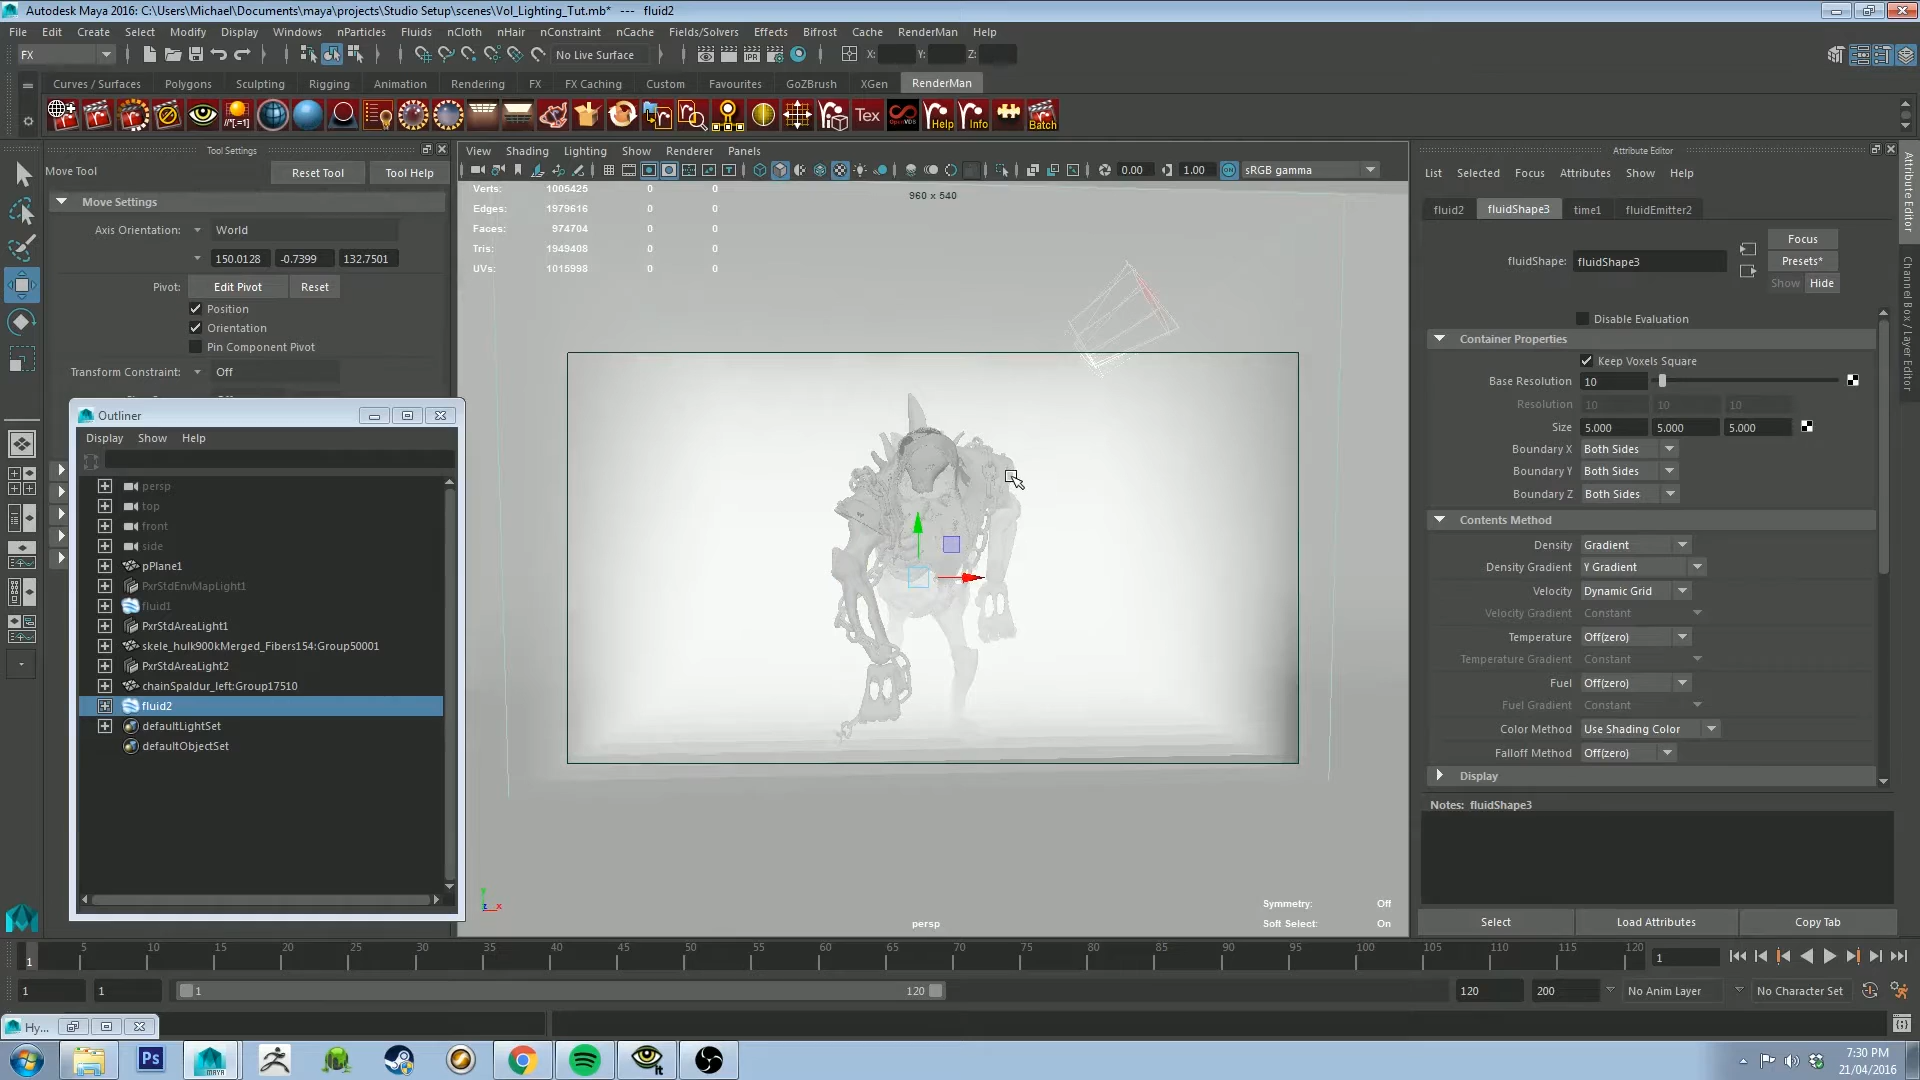 Autodesk Maya 2016: C:\Users\Michael\Documents\maya\projects\Studio Setup\scenes\Vol_Lighting_Tut.mb* --- fluid2
File Edit Create Select Modify Display Windows nParticles Fluids nCloth nHair nConstraint nCache Fields/Solvers Effects Bifrost Cache RenderMan Help
FX No Live Surface X: Y: Z:
Curves / Surfaces Polygons Sculpting Rigging Animation Rendering FX FX Caching Custom Favourites GoZBrush XGen RenderMan
//*[.=1] Tex OpenVDS Help Info Batch
Tool Settings
Move Tool Reset Tool Tool Help
Move Settings
Axis Orientation: World
150.0128 -0.7399 132.7501
Pivot: Edit Pivot Reset
Position
Orientation
Pin Component Pivot
Transform Constraint: Off
Outliner
Display Show Help
persp
top
front
side
pPlane1
PxrStdEnvMapLight1
fluid1
PxrStdAreaLight1
skele_hulk900kMerged_Fibers154:Group50001
PxrStdAreaLight2
chainSpaldur_left:Group17510
fluid2
defaultLightSet
defaultObjectSet
View Shading Lighting Show Renderer Panels
0.00 1.00 sRGB gamma
Verts: 1005425 0 0
Edges: 1979616 0 0
Faces: 974704 0 0
Tris: 1949408 0 0
UVs: 1015998 0 0
960 x 540
Symmetry: Off
Soft Select: On
persp
y
z x
Attribute Editor
List Selected Focus Attributes Show Help
fluid2 fluidShape3 time1 fluidEmitter2
fluidShape: fluidShape3
Focus
Presets*
Show Hide
Disable Evaluation
Container Properties
Keep Voxels Square
Base Resolution 10
Resolution 10 10 10
Size 5.000 5.000 5.000
Boundary X Both Sides
Boundary Y Both Sides
Boundary Z Both Sides
Contents Method
Density Gradient
Density Gradient Y Gradient
Velocity Dynamic Grid
Velocity Gradient Constant
Temperature Off(zero)
Temperature Gradient Constant
Fuel Off(zero)
Fuel Gradient Constant
Color Method Use Shading Color
Falloff Method Off(zero)
Display
Notes: fluidShape3
Select Load Attributes Copy Tab
Attribute Editor
Channel Box / Layer Editor
5 10 15 20 25 30 35 40 45 50 55 60 65 70 75 80 85 90 95 100 105 110 115 120
1 1
1 1 1 120 120 200 No Anim Layer No Character Set
Hy...
Ps MAYA it
7:30 PM
21/04/2016